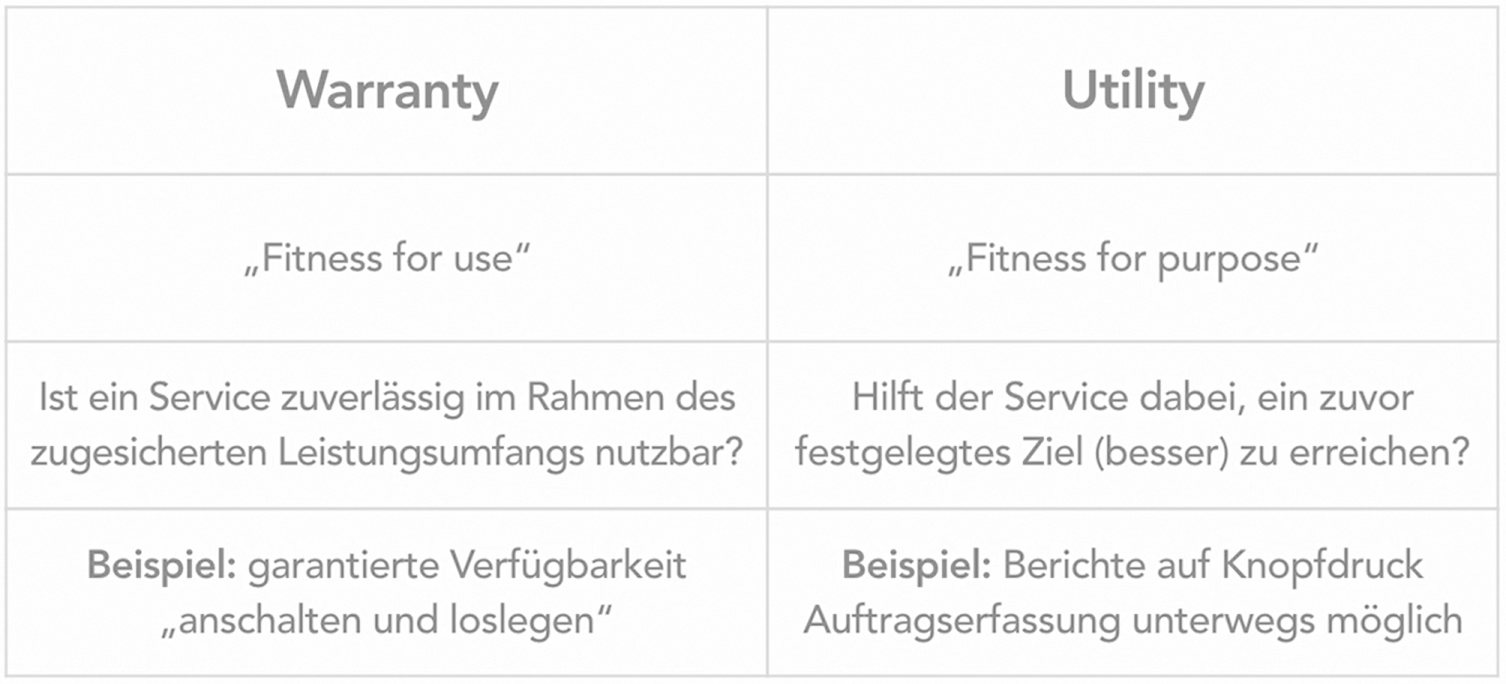 Warranty
Utility
„Fitness for use“
„Fitness for purpose“
Ist ein Service zuverlässig im Rahmen des
zugesicherten Leistungsumfangs nutzbar?
Hilft der Service dabei, ein zuvor
festgelegtes Ziel (besser) zu erreichen?
Beispiel: garantierte Verfügbarkeit
„anschalten und loslegen“
Beispiel: Berichte auf Knopfdruck
Auftragserfassung unterwegs möglich